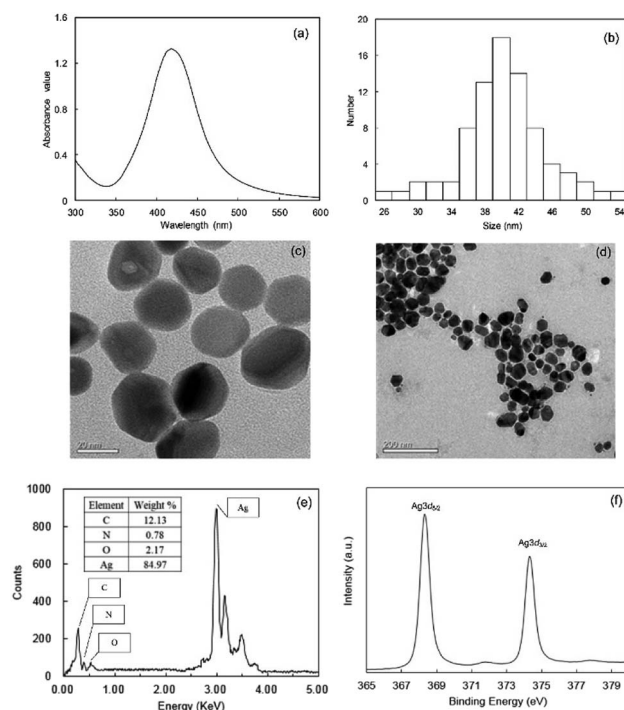 (a)
1.6
1.2
0.8
0.4
0
Absorbance value
300 350 400 450 500 550 600
Wavelength (nm)
(b)
20
16
12
8
4
0
Number
26 30 34 38 42 46 50 54
Size (nm)
(c)
20 nm
(d)
200 nm
(e)
1000
800
600
400
200
0
Counts
Element Weight %
C 12.13
N 0.78
O 2.17
Ag 84.97
Ag
C
N
O
0.00 1.00 2.00 3.00 4.00 5.00
Energy (KeV)
(f)
Ag3d5/2
Ag3d3/2
Intensity (a.u.)
365 367 369 371 373 375 377 379
Binding Energy (eV)